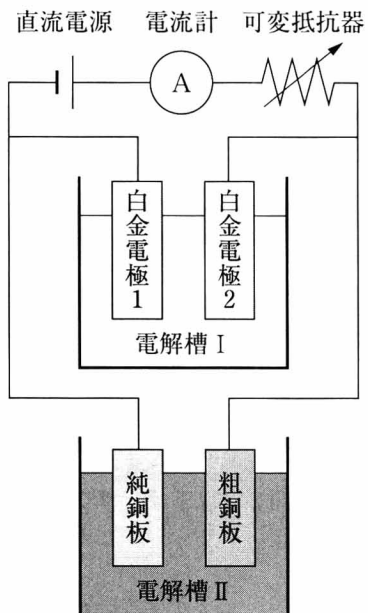 直流電源 電流計 可変抵抗器
A
白金電極1
白金電極2
電解槽 I
純銅板
粗銅板
電解槽 II